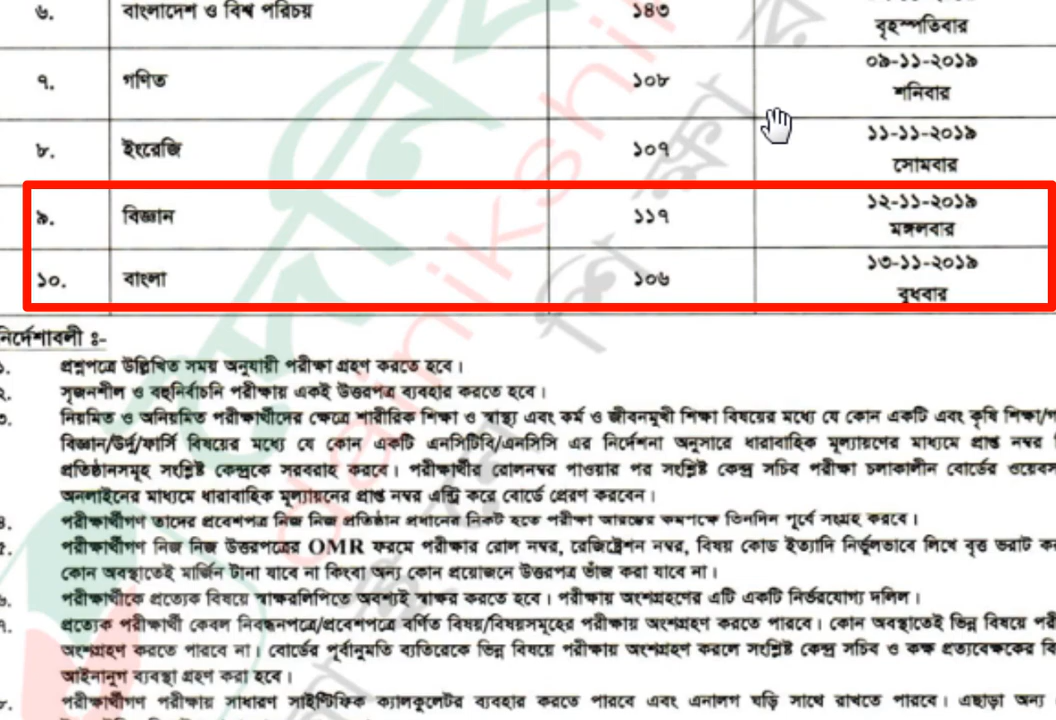 ৬. বাংলাদেশ ও বিশ্ব পরিচয় ১৪৩
বৃহস্পতিবার
৭. গণিত ১০৮ ০৯-১১-২০১৯
শনিবার
৮. ইংরেজি ১০৭ ১১-১১-২০১৯
সোমবার
৯. বিজ্ঞান ১১৭ ১২-১১-২০১৯
মঙ্গলবার
১০. বাংলা ১০৬ ১৩-১১-২০১৯
বুধবার
নির্দেশাবলী ঃ-
১. প্রশ্নপত্রে উল্লিখিত সময় অনুযায়ী পরীক্ষা গ্রহণ করতে হবে।
২. সৃজনশীল ও বহুনির্বাচনি পরীক্ষায় একই উত্তরপত্র ব্যবহার করতে হবে।
৩. নিয়মিত ও অনিয়মিত পরীক্ষার্থীদের ক্ষেত্রে শারীরিক শিক্ষা ও স্বাস্থ্য এবং কর্ম ও জীবনমুখী শিক্ষা বিষয়ের মধ্যে যে কোন একটি এবং কৃষি শিক্ষা/
বিজ্ঞান/উর্দু/ফার্সি বিষয়ের মধ্যে যে কোন একটি এনসিটিবি/এনসিসি এর নির্দেশনা অনুসারে ধারাবাহিক মূল্যায়ণের মাধ্যমে প্রাপ্ত নম্বর
প্রতিষ্ঠানসমূহ সংশ্লিষ্ট কেন্দ্রকে সরবরাহ করবে। পরীক্ষার্থীর রোলনম্বর পাওয়ার পর সংশ্লিষ্ট কেন্দ্র সচিব পরীক্ষা চলাকালীন বোর্ডের
অনলাইনের মাধ্যমে ধারাবাহিক মূল্যায়নের প্রাপ্ত নম্বর এন্ট্রি করে বোর্ডে প্রেরণ করবেন।
৪. পরীক্ষার্থীগণ তাদের প্রবেশপত্র নিজ নিজ প্রতিষ্ঠান প্রধানের নিকট হতে পরীক্ষা আরম্ভের কমপক্ষে তিনদিন পূর্বে সংগ্রহ করবে।
৫. পরীক্ষার্থীগণ নিজ নিজ উত্তরপত্রের OMR ফরমে পরীক্ষার রোল নম্বর, রেজিষ্ট্রেশন নম্বর, বিষয় কোড ইত্যাদি নির্ভুলভাবে লিখে বৃত্ত ভরাট
কোন অবস্থাতেই মার্জিন টানা যাবে না কিংবা অন্য কোন প্রয়োজনে উত্তরপত্র ভাঁজ করা যাবে না।
৬. পরীক্ষার্থীকে প্রত্যেক বিষয়ে স্বাক্ষরলিপিতে অবশ্যই স্বাক্ষর করতে হবে। পরীক্ষায় অংশগ্রহণের এটি একটি নির্ভরযোগ্য দলিল।
৭. প্রত্যেক পরীক্ষার্থী কেবল নিবন্ধনপত্রে/প্রবেশপত্রে বর্ণিত বিষয়/বিষয়সমূহের পরীক্ষায় অংশগ্রহণ করতে পারবে। কোন অবস্থাতেই ভিন্ন বিষয়ে
অংশগ্রহণ করতে পারবে না। বোর্ডের পূর্বানুমতি ব্যতিরেকে ভিন্ন বিষয়ে পরীক্ষায় অংশগ্রহণ করলে সংশ্লিষ্ট কেন্দ্র সচিব ও কক্ষ প্রত্যবেক্ষকের
আইনানুগ ব্যবস্থা গ্রহণ করা হবে।
৮. পরীক্ষার্থীগণ পরীক্ষায় সাধারণ সাইন্টিফিক ক্যালকুলেটর ব্যবহার করতে পারবে এবং এনালগ ঘড়ি সাথে রাখতে পারবে। এছাড়া অন্য